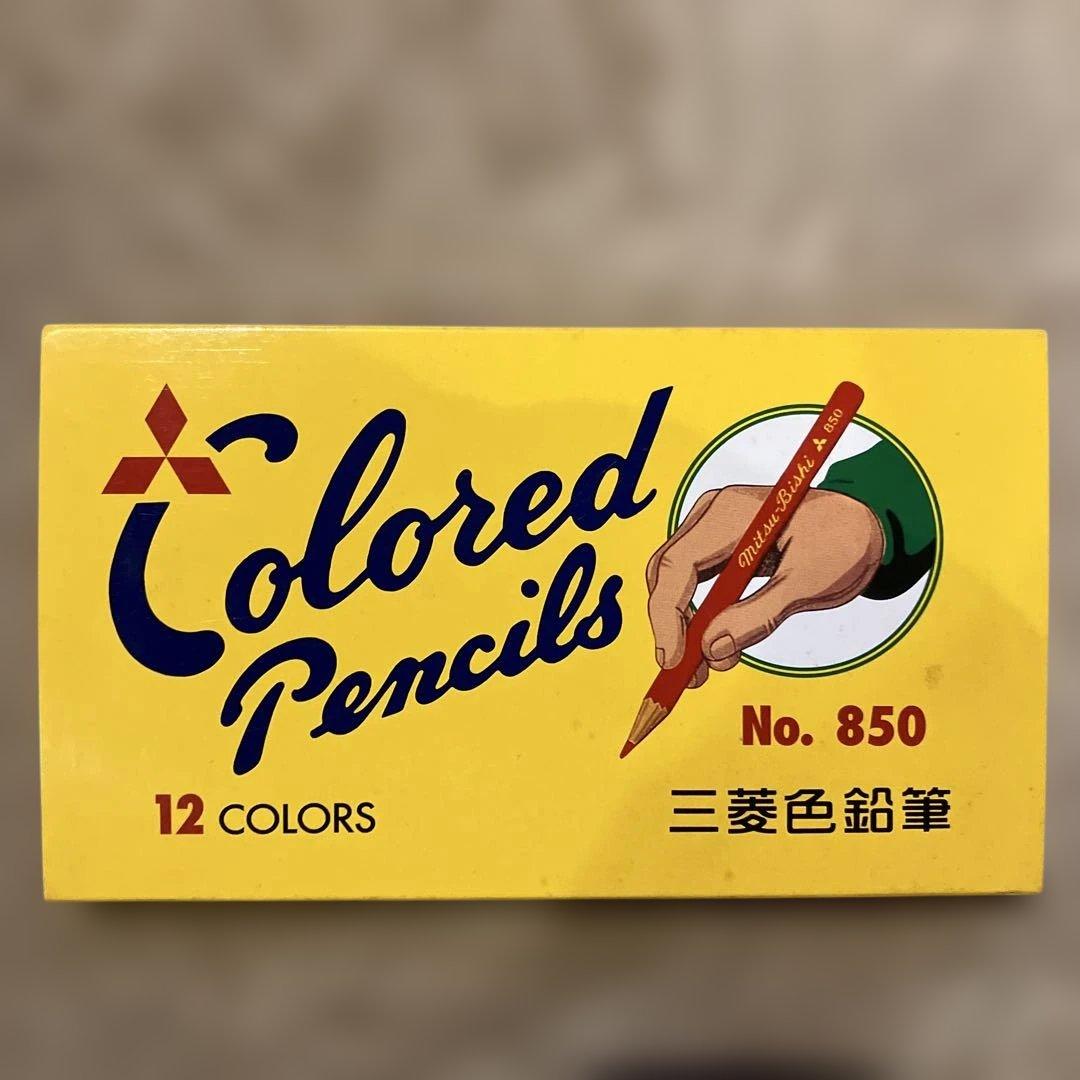 Colored
Pencils
Mitsu-Bishi 850
No. 850
12 COLORS
三菱色鉛筆